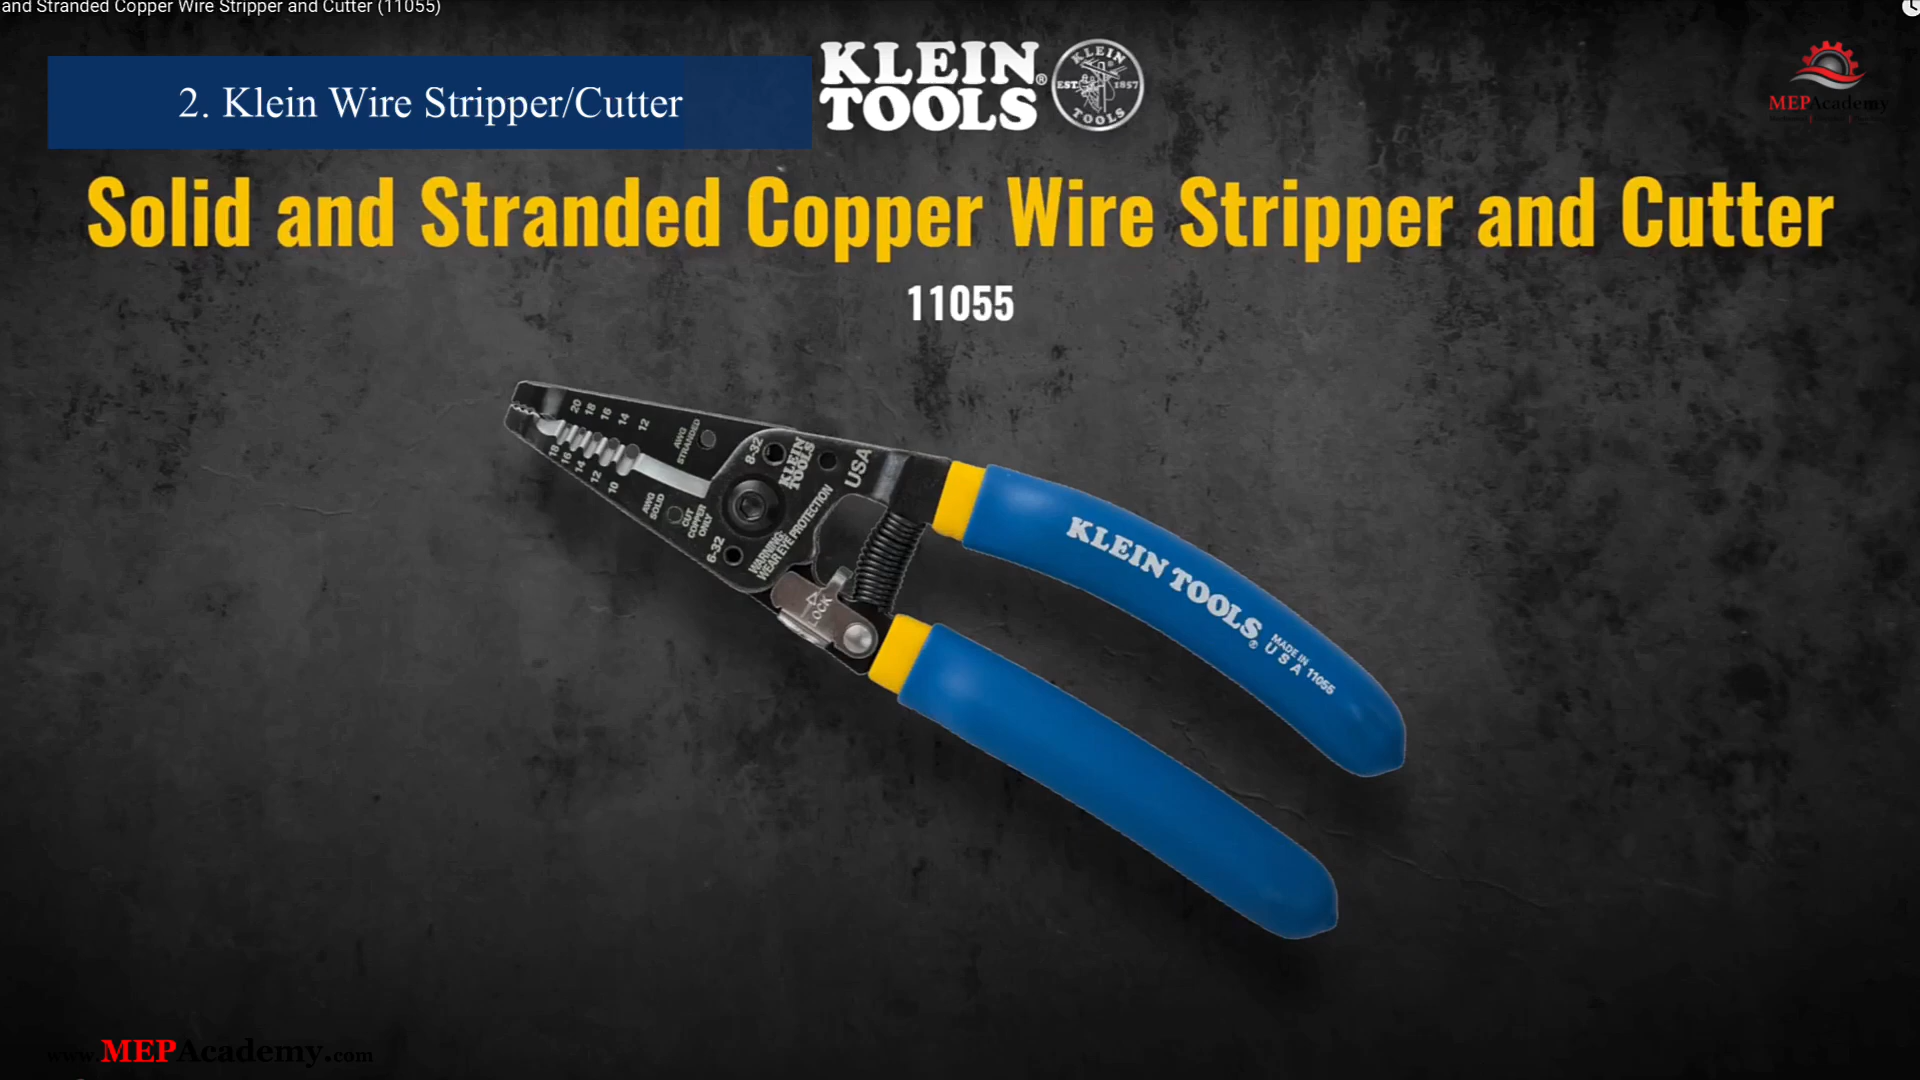 and Stranded Copper Wire Stripper and Cutter (11055)
2. Klein Wire Stripper/Cutter
KLEIN
TOOLS®
KLEIN
EST. 1857
TOOLS
MEPAcademy
Solid and Stranded Copper Wire Stripper and Cutter
11055
20 18 16 14 12
AWG
STRANDED
18 16 14 12 10
AWG
SOLID
CUT
COPPER
ONLY
8-32
6-32
KLEIN
TOOLS
USA
WARNING:
WEAR EYE PROTECTION
LOCK
KLEIN TOOLS®
MADE IN
U S A 11055
www.MEPAcademy.com